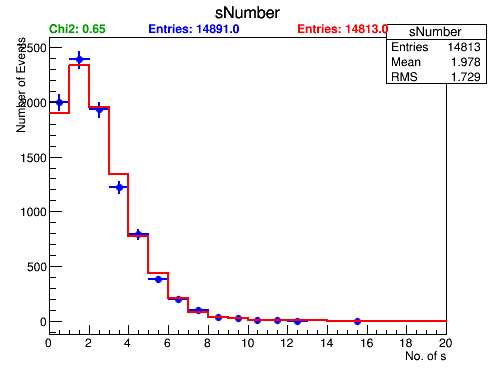 sNumber
Chi2: 0.65 Entries: 14891.0 Entries: 14813.0
sNumber
Entries 14813
Mean 1.978
RMS 1.729
Number of Events
2500
2000
1500
1000
500
0
0 2 4 6 8 10 12 14 16 18 20
No. of s